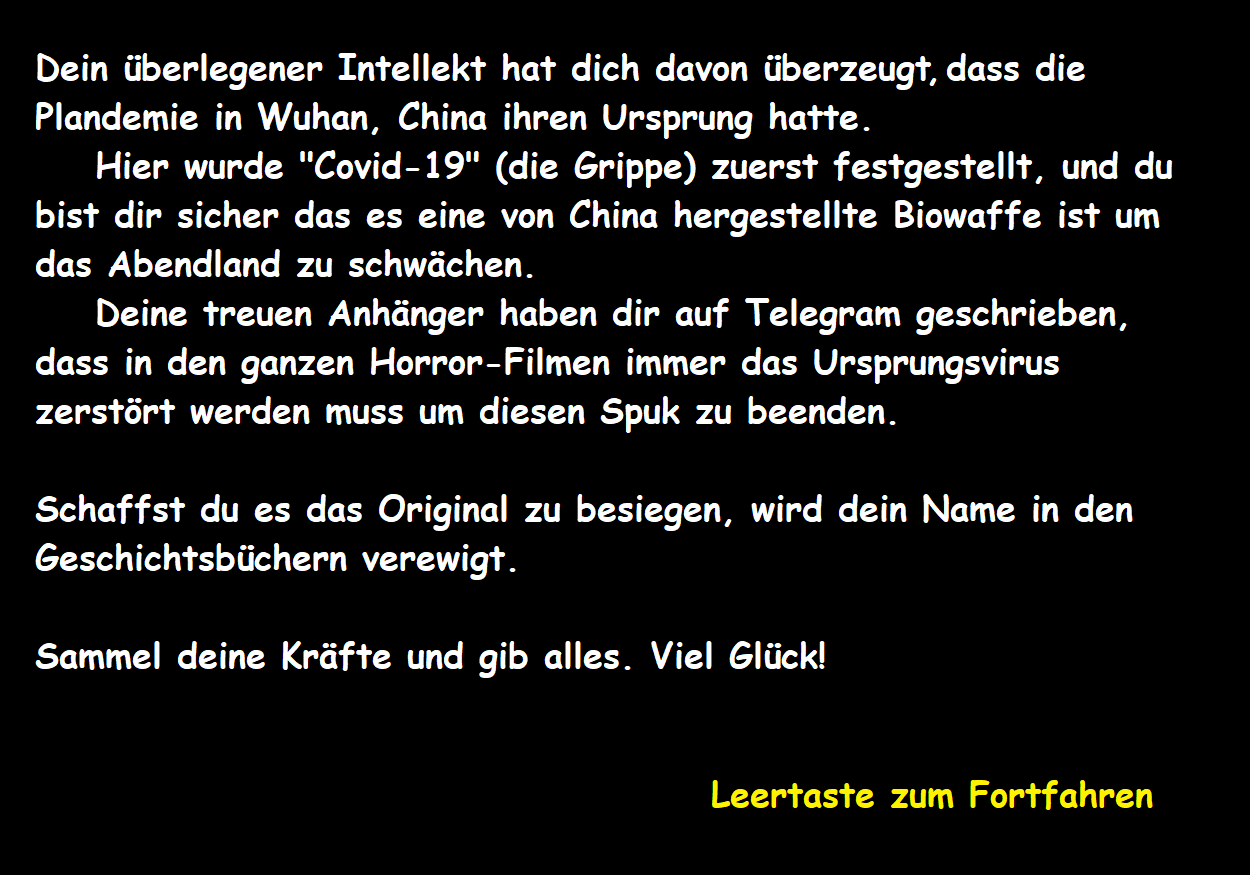 Dein überlegener Intellekt hat dich davon überzeugt, dass die
Plandemie in Wuhan, China ihren Ursprung hatte.
Hier wurde "Covid-19" (die Grippe) zuerst festgestellt, und du
bist dir sicher das es eine von China hergestellte Biowaffe ist um
das Abendland zu schwächen.
Deine treuen Anhänger haben dir auf Telegram geschrieben,
dass in den ganzen Horror-Filmen immer das Ursprungsvirus
zerstört werden muss um diesen Spuk zu beenden.
Schaffst du es das Original zu besiegen, wird dein Name in den
Geschichtsbüchern verewigt.
Sammel deine Kräfte und gib alles. Viel Glück!
Leertaste zum Fortfahren